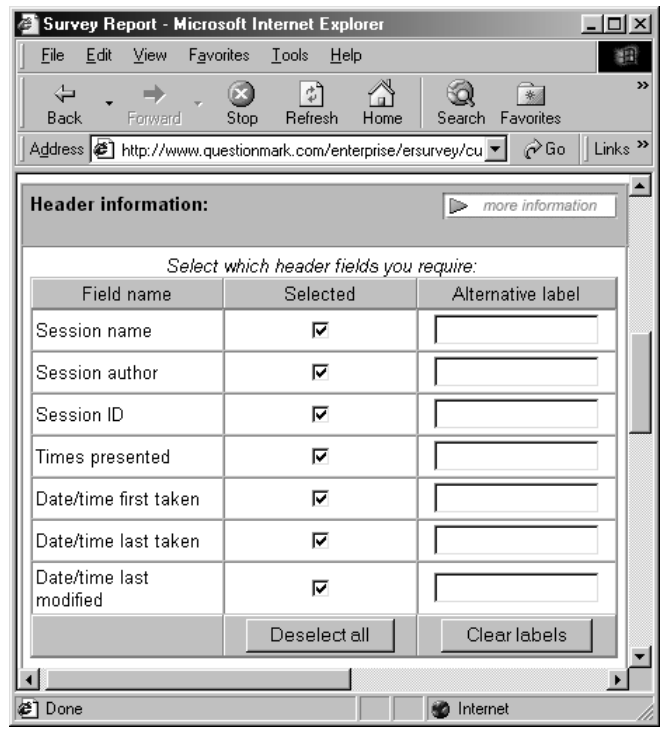 Survey Report - Microsoft Internet Explorer
File Edit View Favorites Tools Help
Back Forward Stop Refresh Home Search Favorites »
Address http://www.questionmark.com/enterprise/ersurvey/cu Go Links »
Header information: more information
Select which header fields you require:
Field name Selected Alternative label
Session name
Session author
Session ID
Times presented
Date/time first taken
Date/time last taken
Date/time last
modified
Deselect all Clear labels
Done Internet